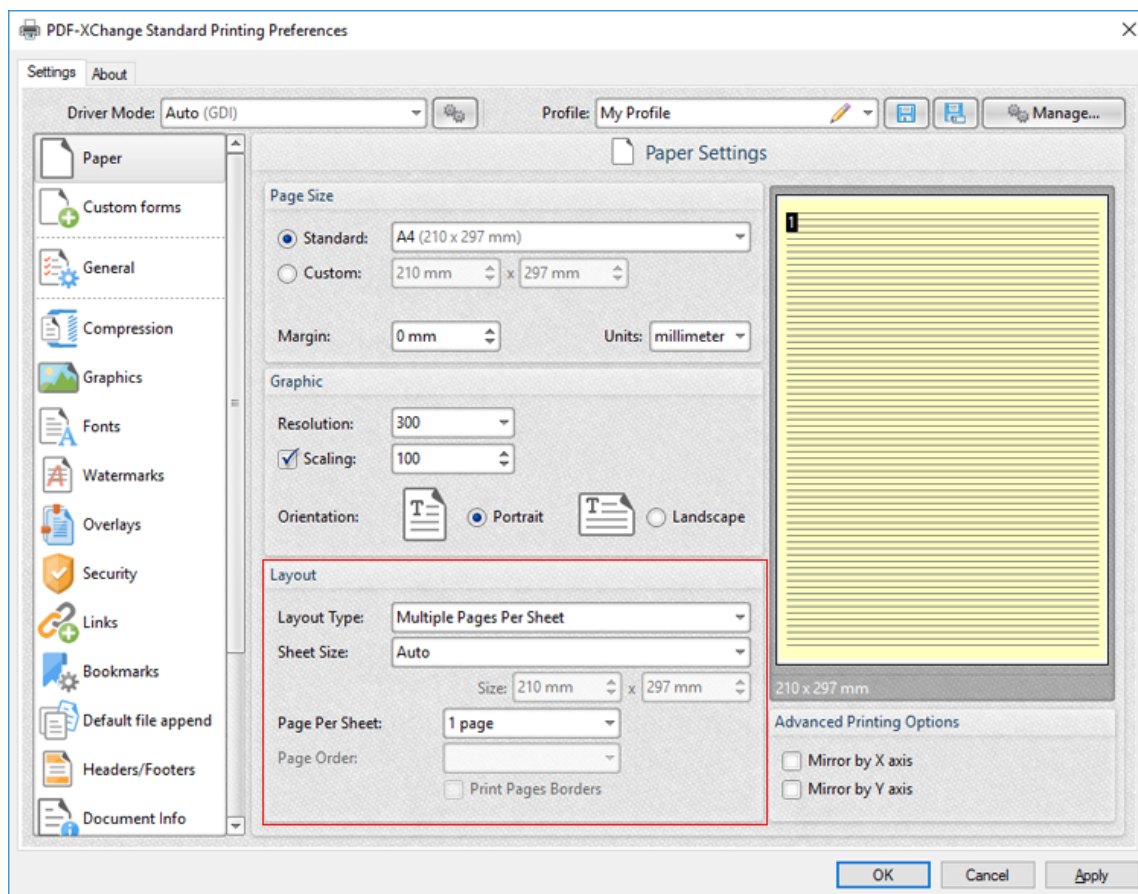 PDF-XChange Standard Printing Preferences
Settings About
Driver Mode: Auto (GDI) Profile: My Profile Manage...
Paper
Custom forms
General
Compression
Graphics
Fonts
Watermarks
Overlays
Security
Links
Bookmarks
Default file append
Headers/Footers
Document Info
Paper Settings
Page Size
Standard: A4 (210 x 297 mm)
Custom: 210 mm x 297 mm
Margin: 0 mm Units: millimeter
Graphic
Resolution: 300
Scaling: 100
Orientation: T Portrait T Landscape
Layout
Layout Type: Multiple Pages Per Sheet
Sheet Size: Auto
Size: 210 mm x 297 mm
Page Per Sheet: 1 page
Page Order:
Print Pages Borders
1
210 x 297 mm
Advanced Printing Options
Mirror by X axis
Mirror by Y axis
OK Cancel Apply